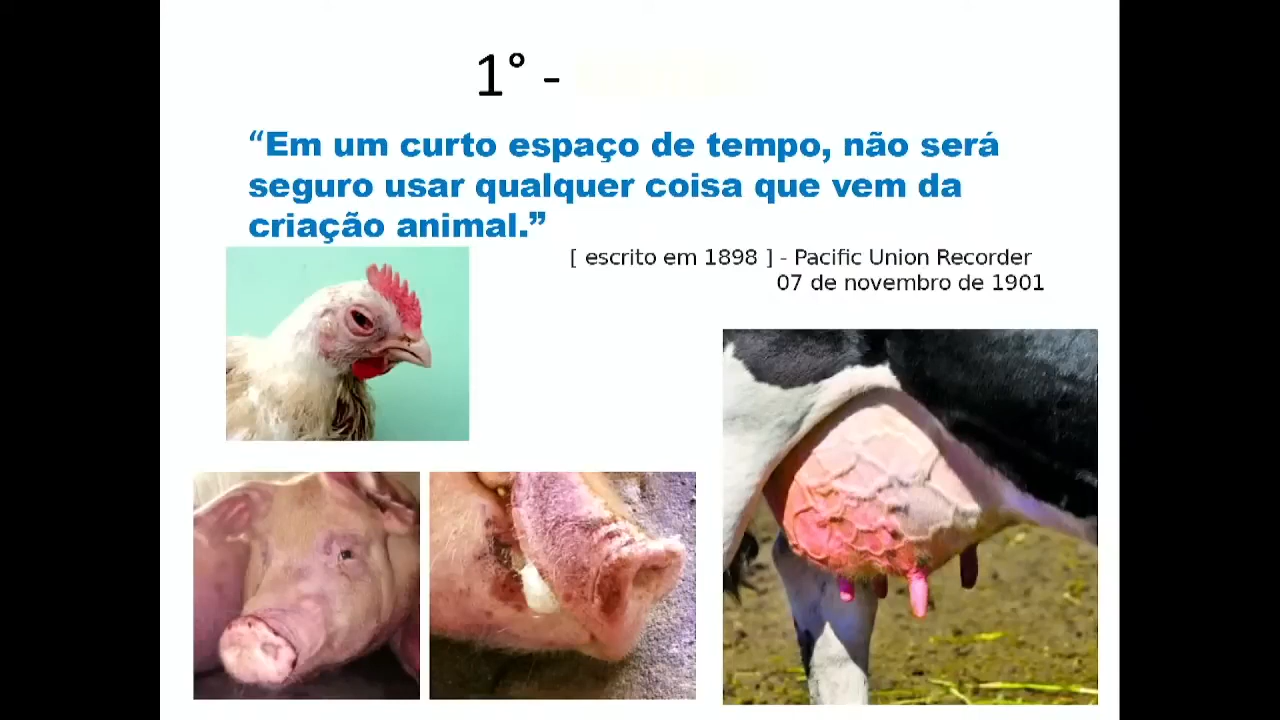 1° -
“Em um curto espaço de tempo, não será
seguro usar qualquer coisa que vem da
criação animal.”
[ escrito em 1898 ] - Pacific Union Recorder
07 de novembro de 1901